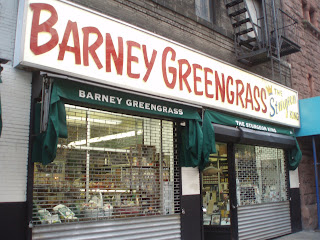 BARNEY GREENGRASS
THE
Sturgeon
KING
BARNEY GREENGRASS
THE STURGEON KING